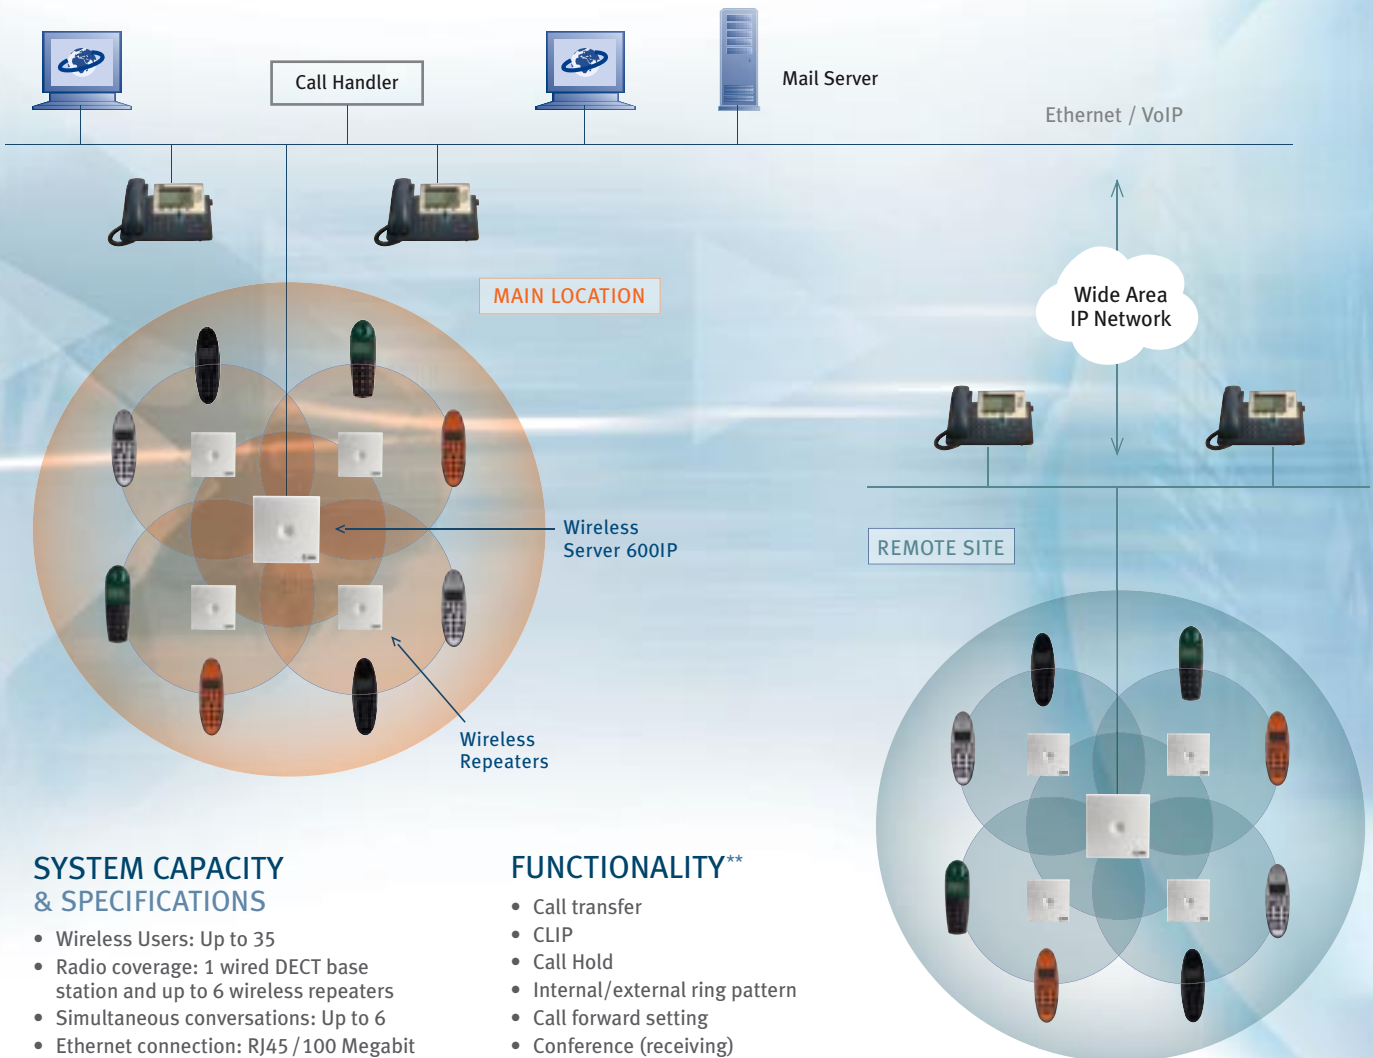 Call Handler
Mail Server
Ethernet / VoIP
MAIN LOCATION
Wide Area
IP Network
Wireless
Server 600IP
REMOTE SITE
Wireless
Repeaters
SYSTEM CAPACITY
& SPECIFICATIONS
• Wireless Users: Up to 35
• Radio coverage: 1 wired DECT base
station and up to 6 wireless repeaters
• Simultaneous conversations: Up to 6
• Ethernet connection: RJ45 / 100 Megabit
FUNCTIONALITY**
• Call transfer
• CLIP
• Call Hold
• Internal/external ring pattern
• Call forward setting
• Conference (receiving)